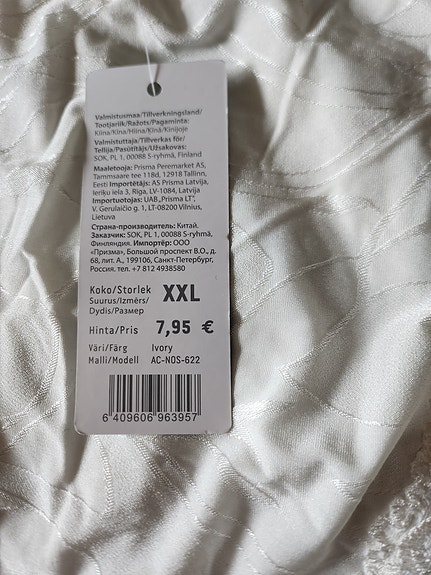 Valmistusmaa/Tillverkningsland/
Tootjariik/Ražots/Pagaminta:
Kiina/Kina/Hiina/Ķīnā/Kinijoje
Valmistuttaja/Tillverkas för/
Tellija/Pasūtītājs/Užsakovas:
SOK, PL 1, 00088 S-ryhmä, Finland
Maaletooja: Prisma Peremarket AS,
Tammsaare tee 118d, 12918 Tallinn,
Eesti Importētājs: AS Prisma Latvija,
Ieriķu iela 3, Rīga, LV-1084, Latvija
Importuotojas: UAB „Prisma LT”,
V. Gerulaičio g. 1, LT-08200 Vilnius,
Lietuva
Страна-производитель: Китай.
Заказчик: SOK, PL 1, 00088 S-ryhmä,
Финляндия. Импортёр: ООО
«Призма», Большой проспект В.О., д.
68, лит. А., 199106, Санкт-Петербург,
Россия. тел. +7 812 4938580
Koko/Storlek XXL
Suurus/Izmērs/
Dydis/Размер
Hinta/Pris 7,95 €
Väri/Färg Ivory
Malli/Modell AC-NOS-622
6 409606 963957